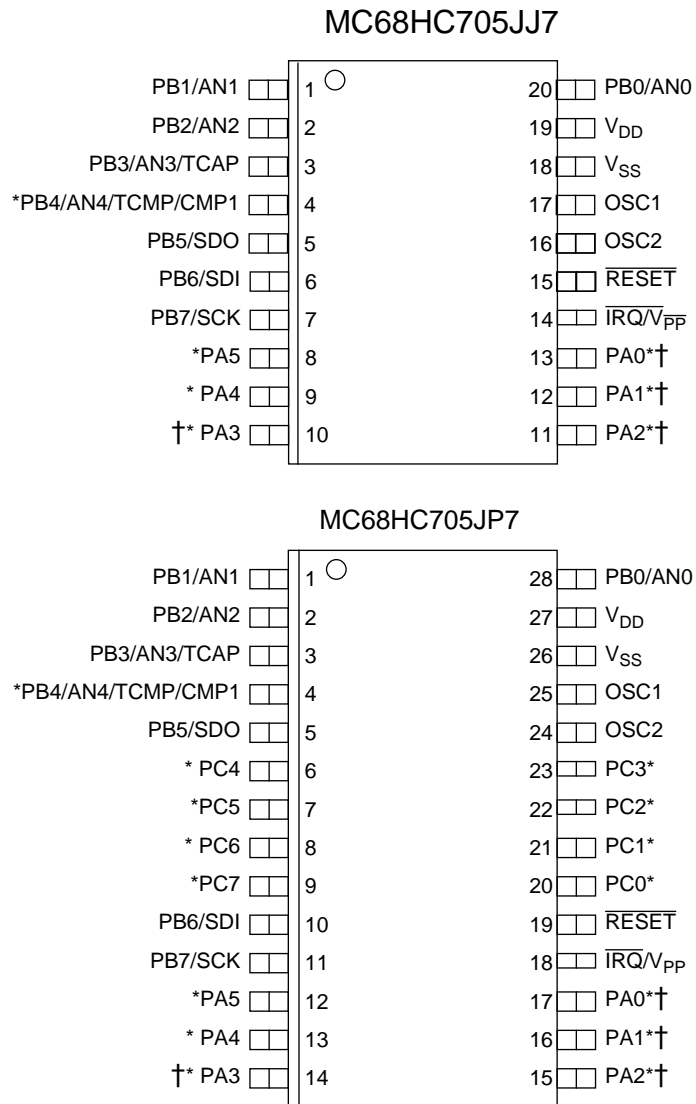 MC68HC705JJ7
PB1/AN1 1 20 PB0/AN0
PB2/AN2 2 19 VDD
PB3/AN3/TCAP 3 18 VSS
*PB4/AN4/TCMP/CMP1 4 17 OSC1
PB5/SDO 5 16 OSC2
PB6/SDI 6 15 RESET
PB7/SCK 7 14 IRQ/VPP
*PA5 8 13 PA0*†
* PA4 9 12 PA1*†
†* PA3 10 11 PA2*†
MC68HC705JP7
PB1/AN1 1 28 PB0/AN0
PB2/AN2 2 27 VDD
PB3/AN3/TCAP 3 26 VSS
*PB4/AN4/TCMP/CMP1 4 25 OSC1
PB5/SDO 5 24 OSC2
* PC4 6 23 PC3*
*PC5 7 22 PC2*
* PC6 8 21 PC1*
*PC7 9 20 PC0*
PB6/SDI 10 19 RESET
PB7/SCK 11 18 IRQ/VPP
*PA5 12 17 PA0*†
* PA4 13 16 PA1*†
†* PA3 14 15 PA2*†